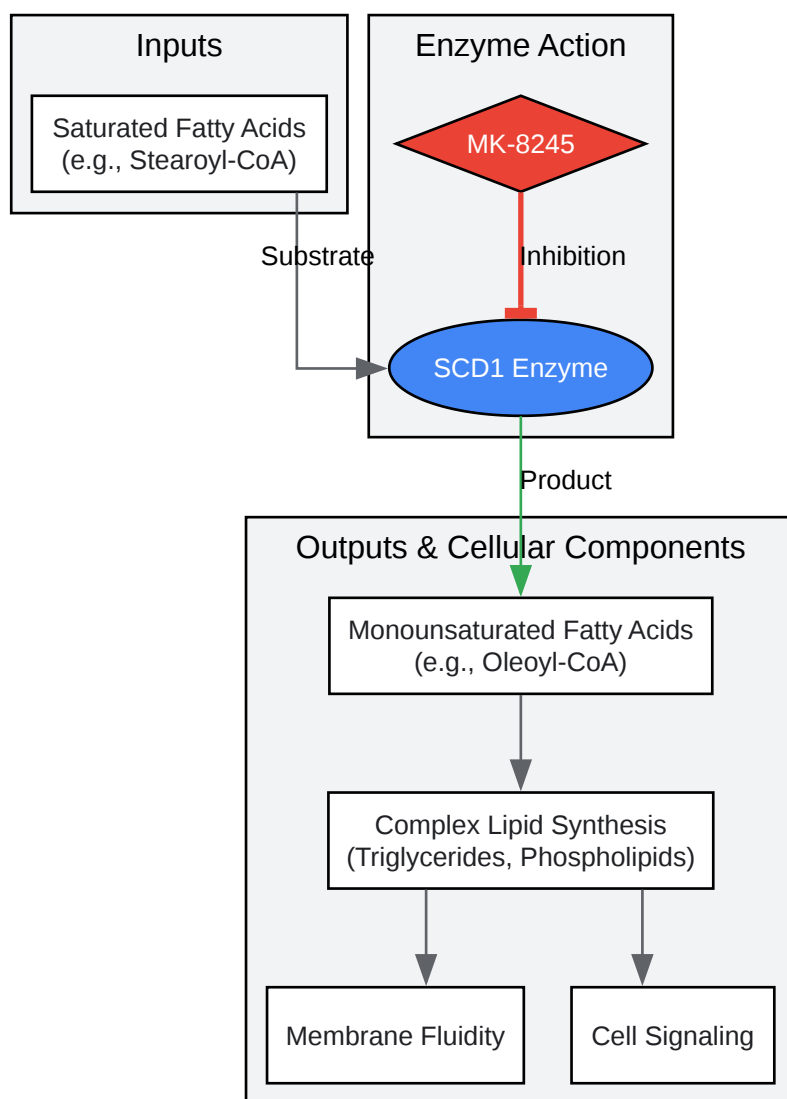 Inputs
Enzyme Action
Saturated Fatty Acids
(e.g., Stearoyl-CoA)
MK-8245
Substrate
Inhibition
SCD1 Enzyme
Product
Outputs & Cellular Components
Monounsaturated Fatty Acids
(e.g., Oleoyl-CoA)
Complex Lipid Synthesis
(Triglycerides, Phospholipids)
Membrane Fluidity
Cell Signaling